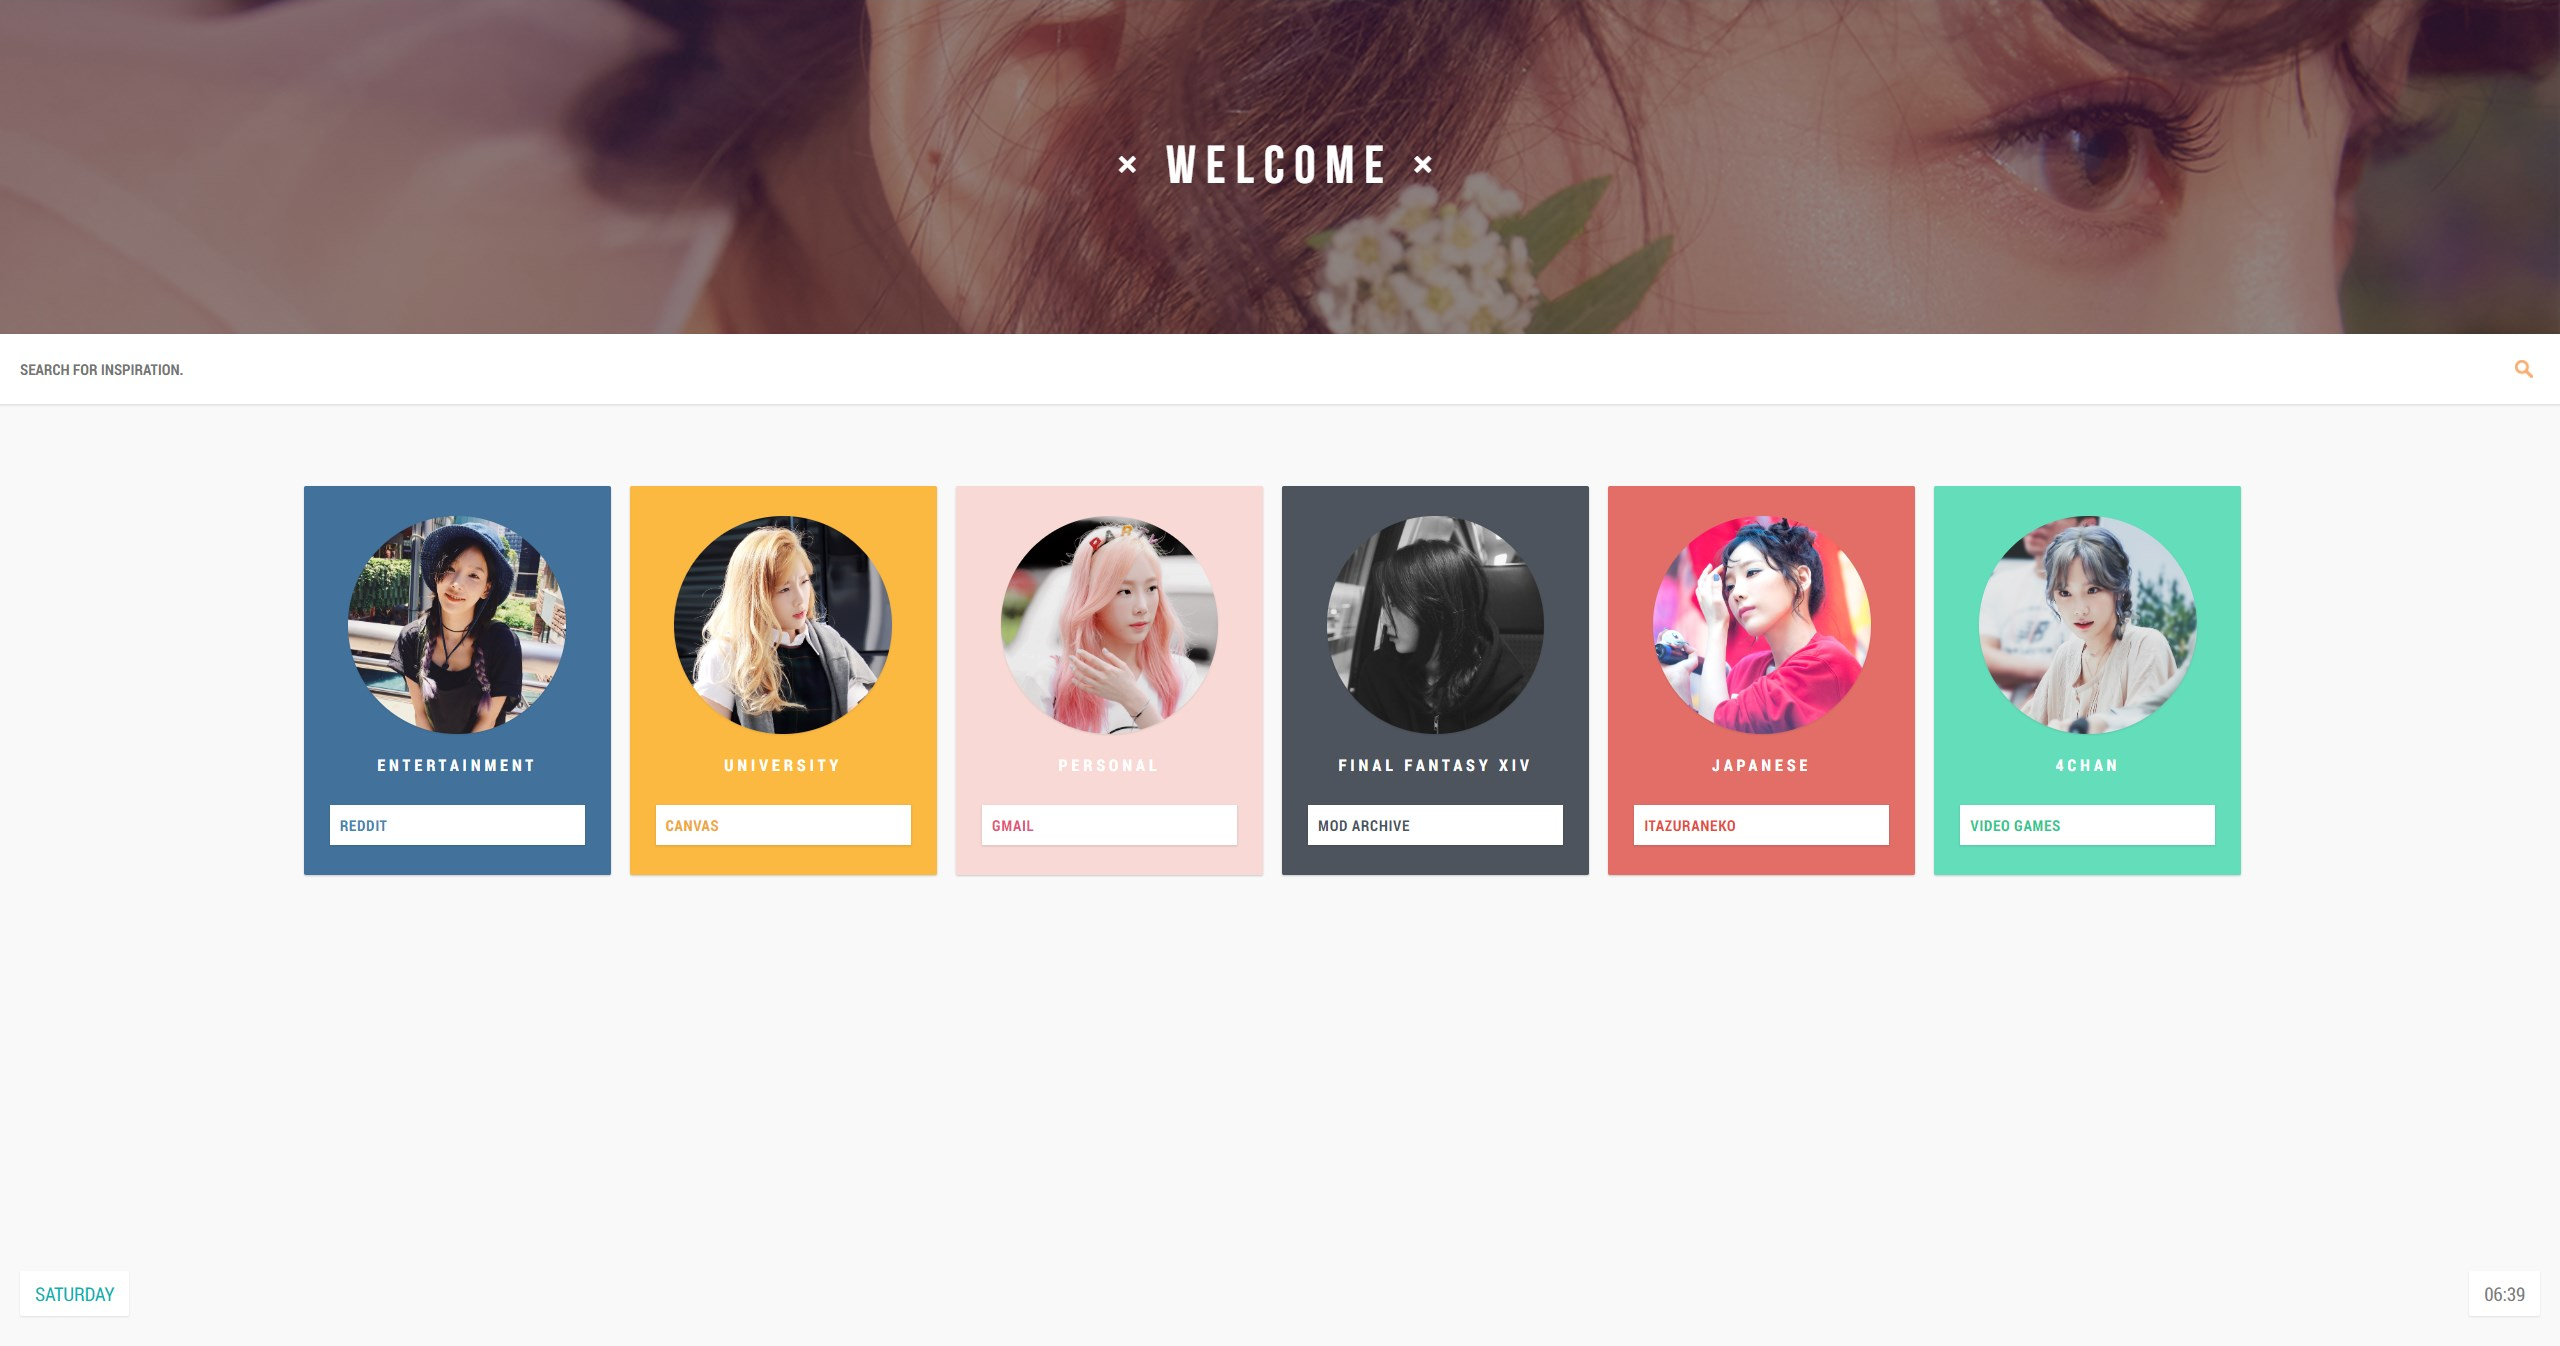 × WELCOME ×
SEARCH FOR INSPIRATION.
ENTERTAINMENT
REDDIT
UNIVERSITY
CANVAS
PERSONAL
GMAIL
FINAL FANTASY XIV
MOD ARCHIVE
JAPANESE
ITAZURANEKO
4CHAN
VIDEO GAMES
SATURDAY
06:39